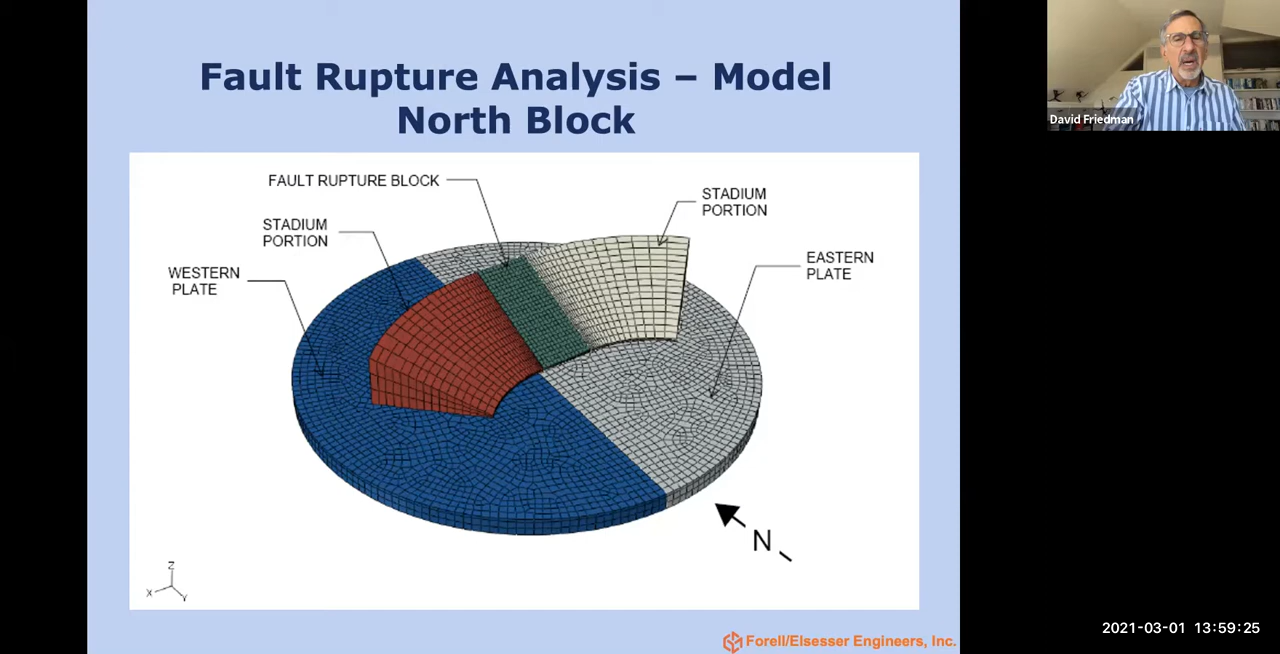 Fault Rupture Analysis – Model
North Block
FAULT RUPTURE BLOCK
STADIUM
PORTION
STADIUM
PORTION
WESTERN
PLATE
EASTERN
PLATE
N
Z
X
Y
Forell/Elsesser Engineers, Inc.
David Friedman
2021-03-01 13:59:25